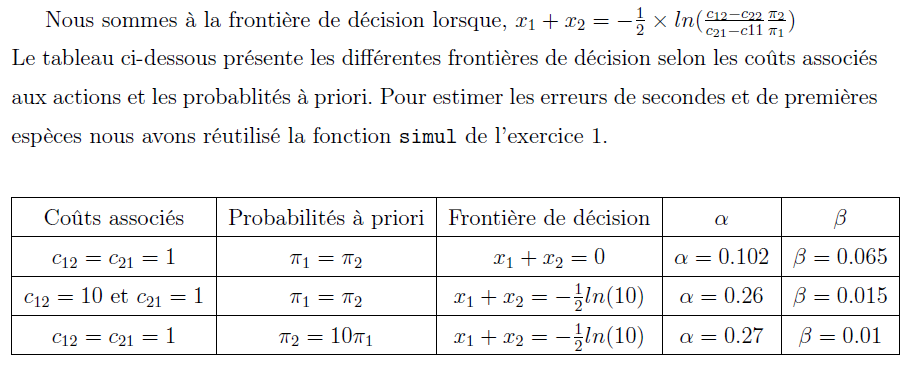 Nous sommes à la frontière de décision lorsque, $x_1 + x_2 = -\frac{1}{2} \times ln(\frac{c_{12}-c_{22}}{c_{21}-c11} \frac{\pi_2}{\pi_1})$
Le tableau ci-dessous présente les différentes frontières de décision selon les coûts associés
aux actions et les probablités à priori. Pour estimer les erreurs de secondes et de premières
espèces nous avons réutilisé la fonction simul de l'exercice 1.
Coûts associés | Probabilités à priori | Frontière de décision | $\alpha$ | $\beta$
$c_{12} = c_{21} = 1$ | $\pi_1 = \pi_2$ | $x_1 + x_2 = 0$ | $\alpha = 0.102$ | $\beta = 0.065$
$c_{12} = 10$ et $c_{21} = 1$ | $\pi_1 = \pi_2$ | $x_1 + x_2 = -\frac{1}{2}ln(10)$ | $\alpha = 0.26$ | $\beta = 0.015$
$c_{12} = c_{21} = 1$ | $\pi_2 = 10\pi_1$ | $x_1 + x_2 = -\frac{1}{2}ln(10)$ | $\alpha = 0.27$ | $\beta = 0.01$